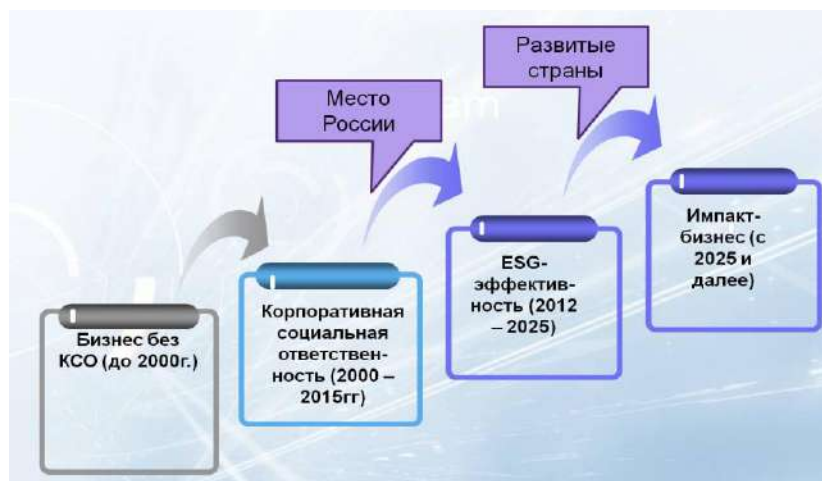 Развитые
страны
Место
России
Импакт-
бизнес (с
2025 и
далее)
ESG-
эффектив-
ность (2012
– 2025)
Корпоративная
социальная
ответствен-
ность (2000 –
2015гг)
Бизнес без
КСО (до 2000г.)